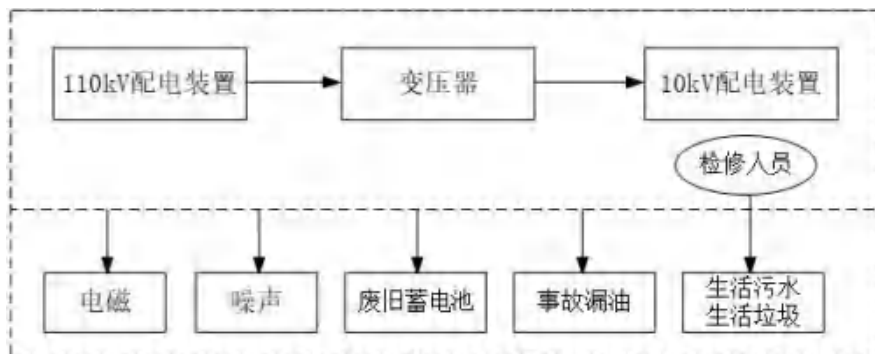 110kV配电装置
变压器
10kV配电装置
检修人员
电磁
噪声
废旧蓄电池
事故漏油
生活污水
生活垃圾